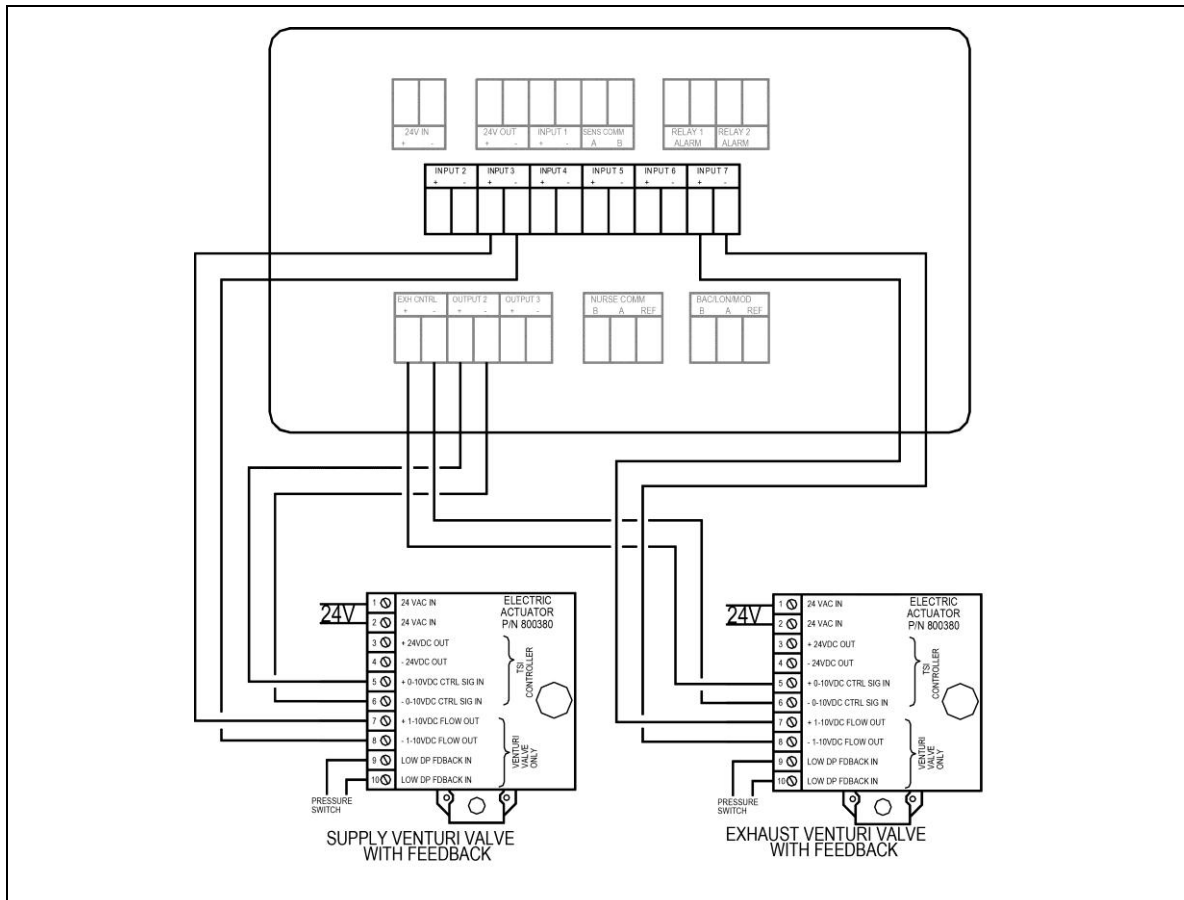 24V IN
+ -
24V OUT INPUT 1 SENS COMM
+ - + - A B
RELAY 1 RELAY 2
ALARM ALARM
INPUT 2 INPUT 3 INPUT 4 INPUT 5 INPUT 6 INPUT 7
+ - + - + - + - + - + -
EXH CNTRL OUTPUT 2 OUTPUT 3
+ - + - + -
NURSE COMM
B A REF
BAC/LON/MOD
B A REF
24V
1 24 VAC IN
2 24 VAC IN
3 + 24VDC OUT
4 - 24VDC OUT
5 + 0-10VDC CTRL SIG IN
6 - 0-10VDC CTRL SIG IN
7 + 1-10VDC FLOW OUT
8 - 1-10VDC FLOW OUT
9 LOW DP FDBACK IN
10 LOW DP FDBACK IN
ELECTRIC
ACTUATOR
P/N 800380
TSI
CONTROLLER
VENTURI
VALVE
ONLY
PRESSURE
SWITCH
SUPPLY VENTURI VALVE
WITH FEEDBACK
24V
1 24 VAC IN
2 24 VAC IN
3 + 24VDC OUT
4 - 24VDC OUT
5 + 0-10VDC CTRL SIG IN
6 - 0-10VDC CTRL SIG IN
7 + 1-10VDC FLOW OUT
8 - 1-10VDC FLOW OUT
9 LOW DP FDBACK IN
10 LOW DP FDBACK IN
ELECTRIC
ACTUATOR
P/N 800380
TSI
CONTROLLER
VENTURI
VALVE
ONLY
PRESSURE
SWITCH
EXHAUST VENTURI VALVE
WITH FEEDBACK